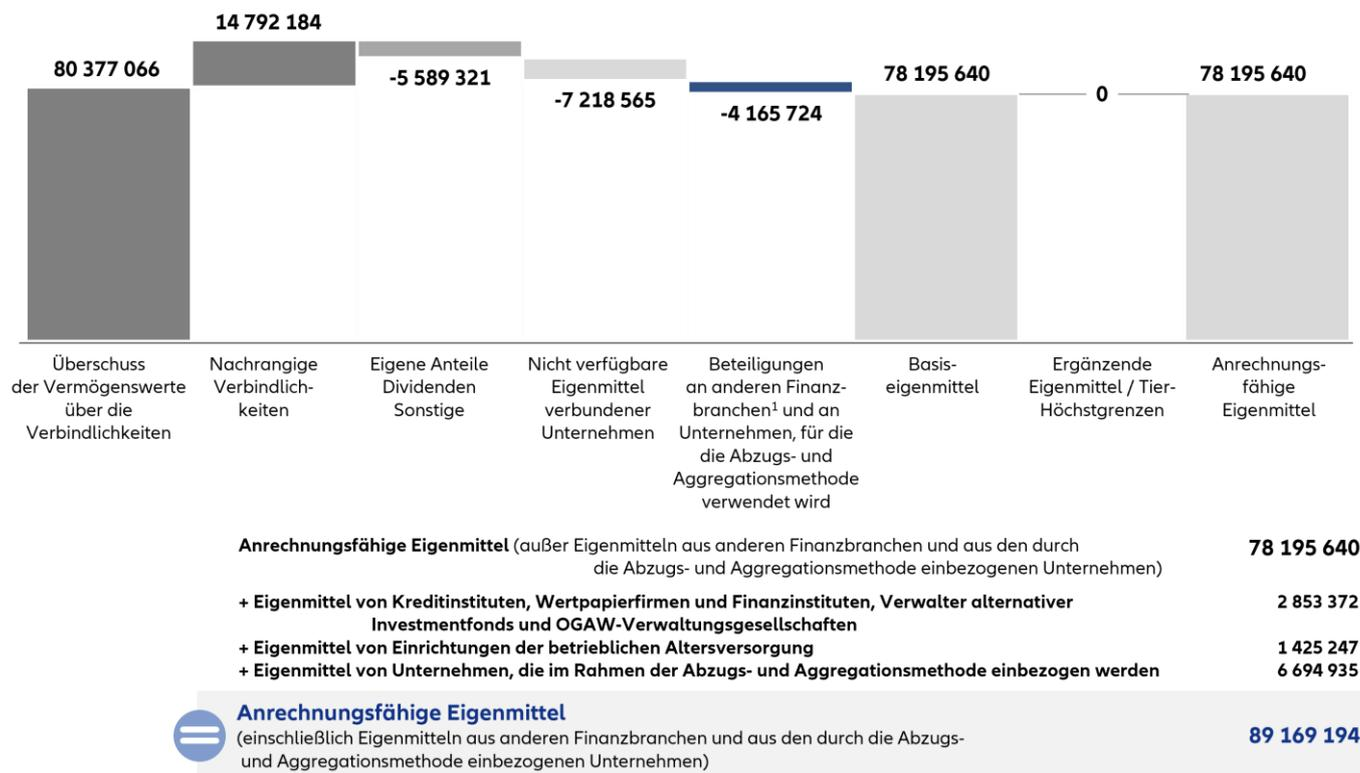 80 377 066
14 792 184
-5 589 321
-7 218 565
-4 165 724
78 195 640
0
78 195 640
Überschuss
der Vermögenswerte
über die
Verbindlichkeiten
Nachrangige
Verbindlich-
keiten
Eigene Anteile
Dividenden
Sonstige
Nicht verfügbare
Eigenmittel
verbundener
Unternehmen
Beteiligungen
an anderen Finanz-
branchen¹ und an
Unternehmen, für die
die Abzugs- und
Aggregationsmethode
verwendet wird
Basis-
eigenmittel
Ergänzende
Eigenmittel / Tier-
Höchstgrenzen
Anrechnungs-
fähige
Eigenmittel
Anrechnungsfähige Eigenmittel (außer Eigenmitteln aus anderen Finanzbranchen und aus den durch
die Abzugs- und Aggregationsmethode einbezogenen Unternehmen)
78 195 640
+ Eigenmittel von Kreditinstituten, Wertpapierfirmen und Finanzinstituten, Verwalter alternativer
Investmentfonds und OGAW-Verwaltungsgesellschaften
2 853 372
+ Eigenmittel von Einrichtungen der betrieblichen Altersversorgung
1 425 247
+ Eigenmittel von Unternehmen, die im Rahmen der Abzugs- und Aggregationsmethode einbezogen werden
6 694 935
Anrechnungsfähige Eigenmittel
(einschließlich Eigenmitteln aus anderen Finanzbranchen und aus den durch die Abzugs-
und Aggregationsmethode einbezogenen Unternehmen)
89 169 194